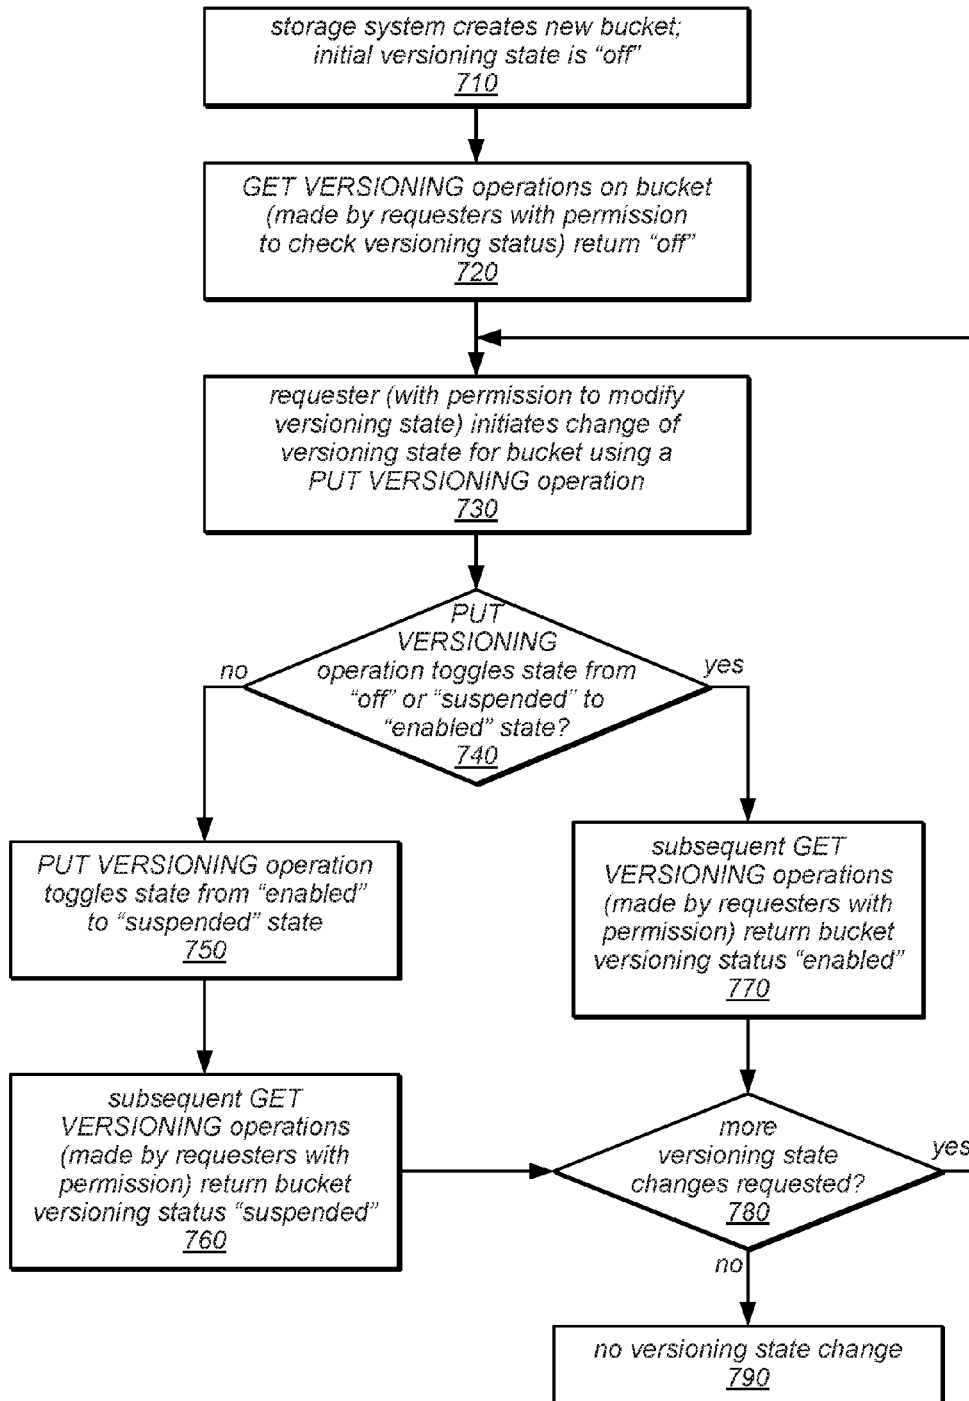 storage system creates new bucket;
initial versioning state is “off”
710
GET VERSIONING operations on bucket
(made by requesters with permission
to check versioning status) return “off”
720
requester (with permission to modify
versioning state) initiates change of
versioning state for bucket using a
PUT VERSIONING operation
730
PUT
VERSIONING
operation toggles state from
“off” or “suspended” to
“enabled” state?
740
no
yes
PUT VERSIONING operation
toggles state from “enabled”
to “suspended” state
750
subsequent GET
VERSIONING operations
(made by requesters with
permission) return bucket
versioning status “enabled”
770
subsequent GET
VERSIONING operations
(made by requesters with
permission) return bucket
versioning status “suspended”
760
more
versioning state
changes requested?
780
yes
no
no versioning state change
790